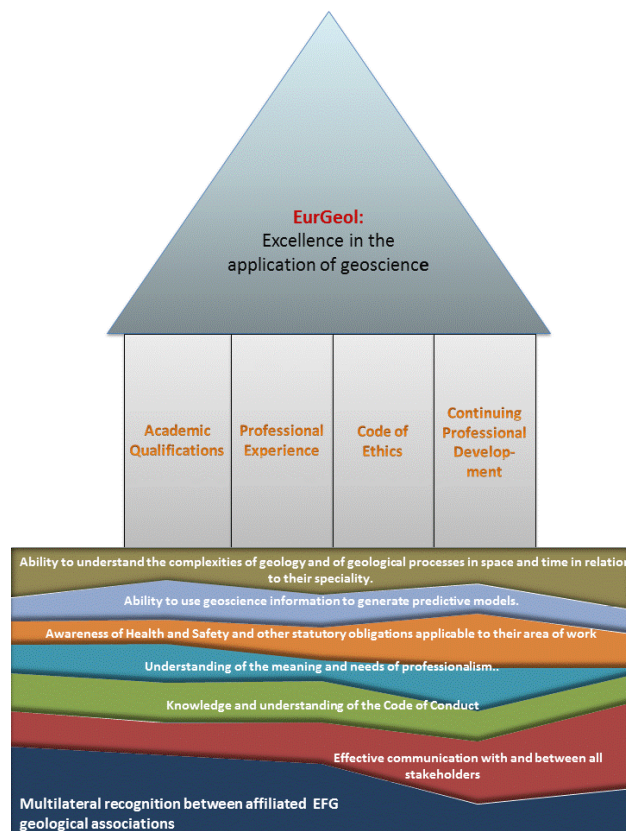 EurGeol:
Excellence in the
application of geoscience
Academic
Qualifications
Professional
Experience
Code of
Ethics
Continuing
Professional
Develop-
ment
Ability to understand the complexities of geology and of geological processes in space and time in relation
to their speciality.
Ability to use geoscience information to generate predictive models.
Awareness of Health and Safety and other statutory obligations applicable to their area of work
Understanding of the meaning and needs of professionalism..
Knowledge and understanding of the Code of Conduct
Effective communication with and between all
stakeholders
Multilateral recognition between affiliated EFG
geological associations